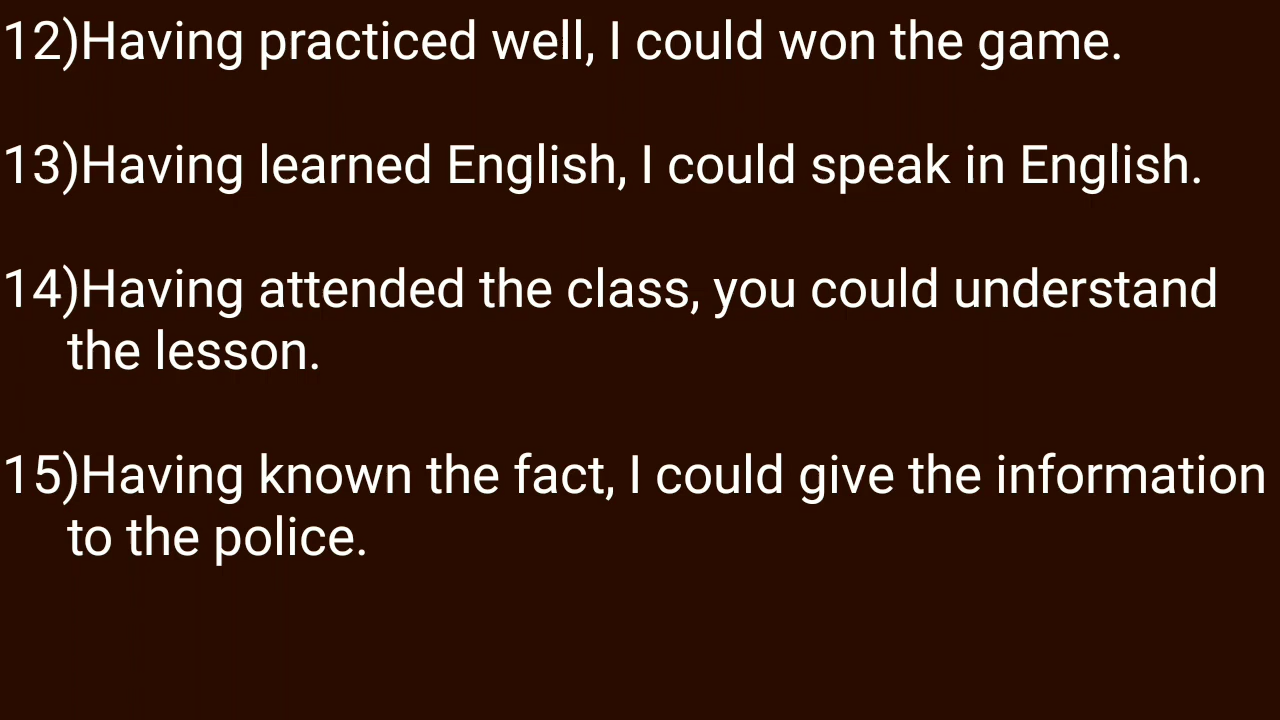 12)Having practiced well, I could won the game.
13)Having learned English, I could speak in English.
14)Having attended the class, you could understand
the lesson.
15)Having known the fact, I could give the information
to the police.